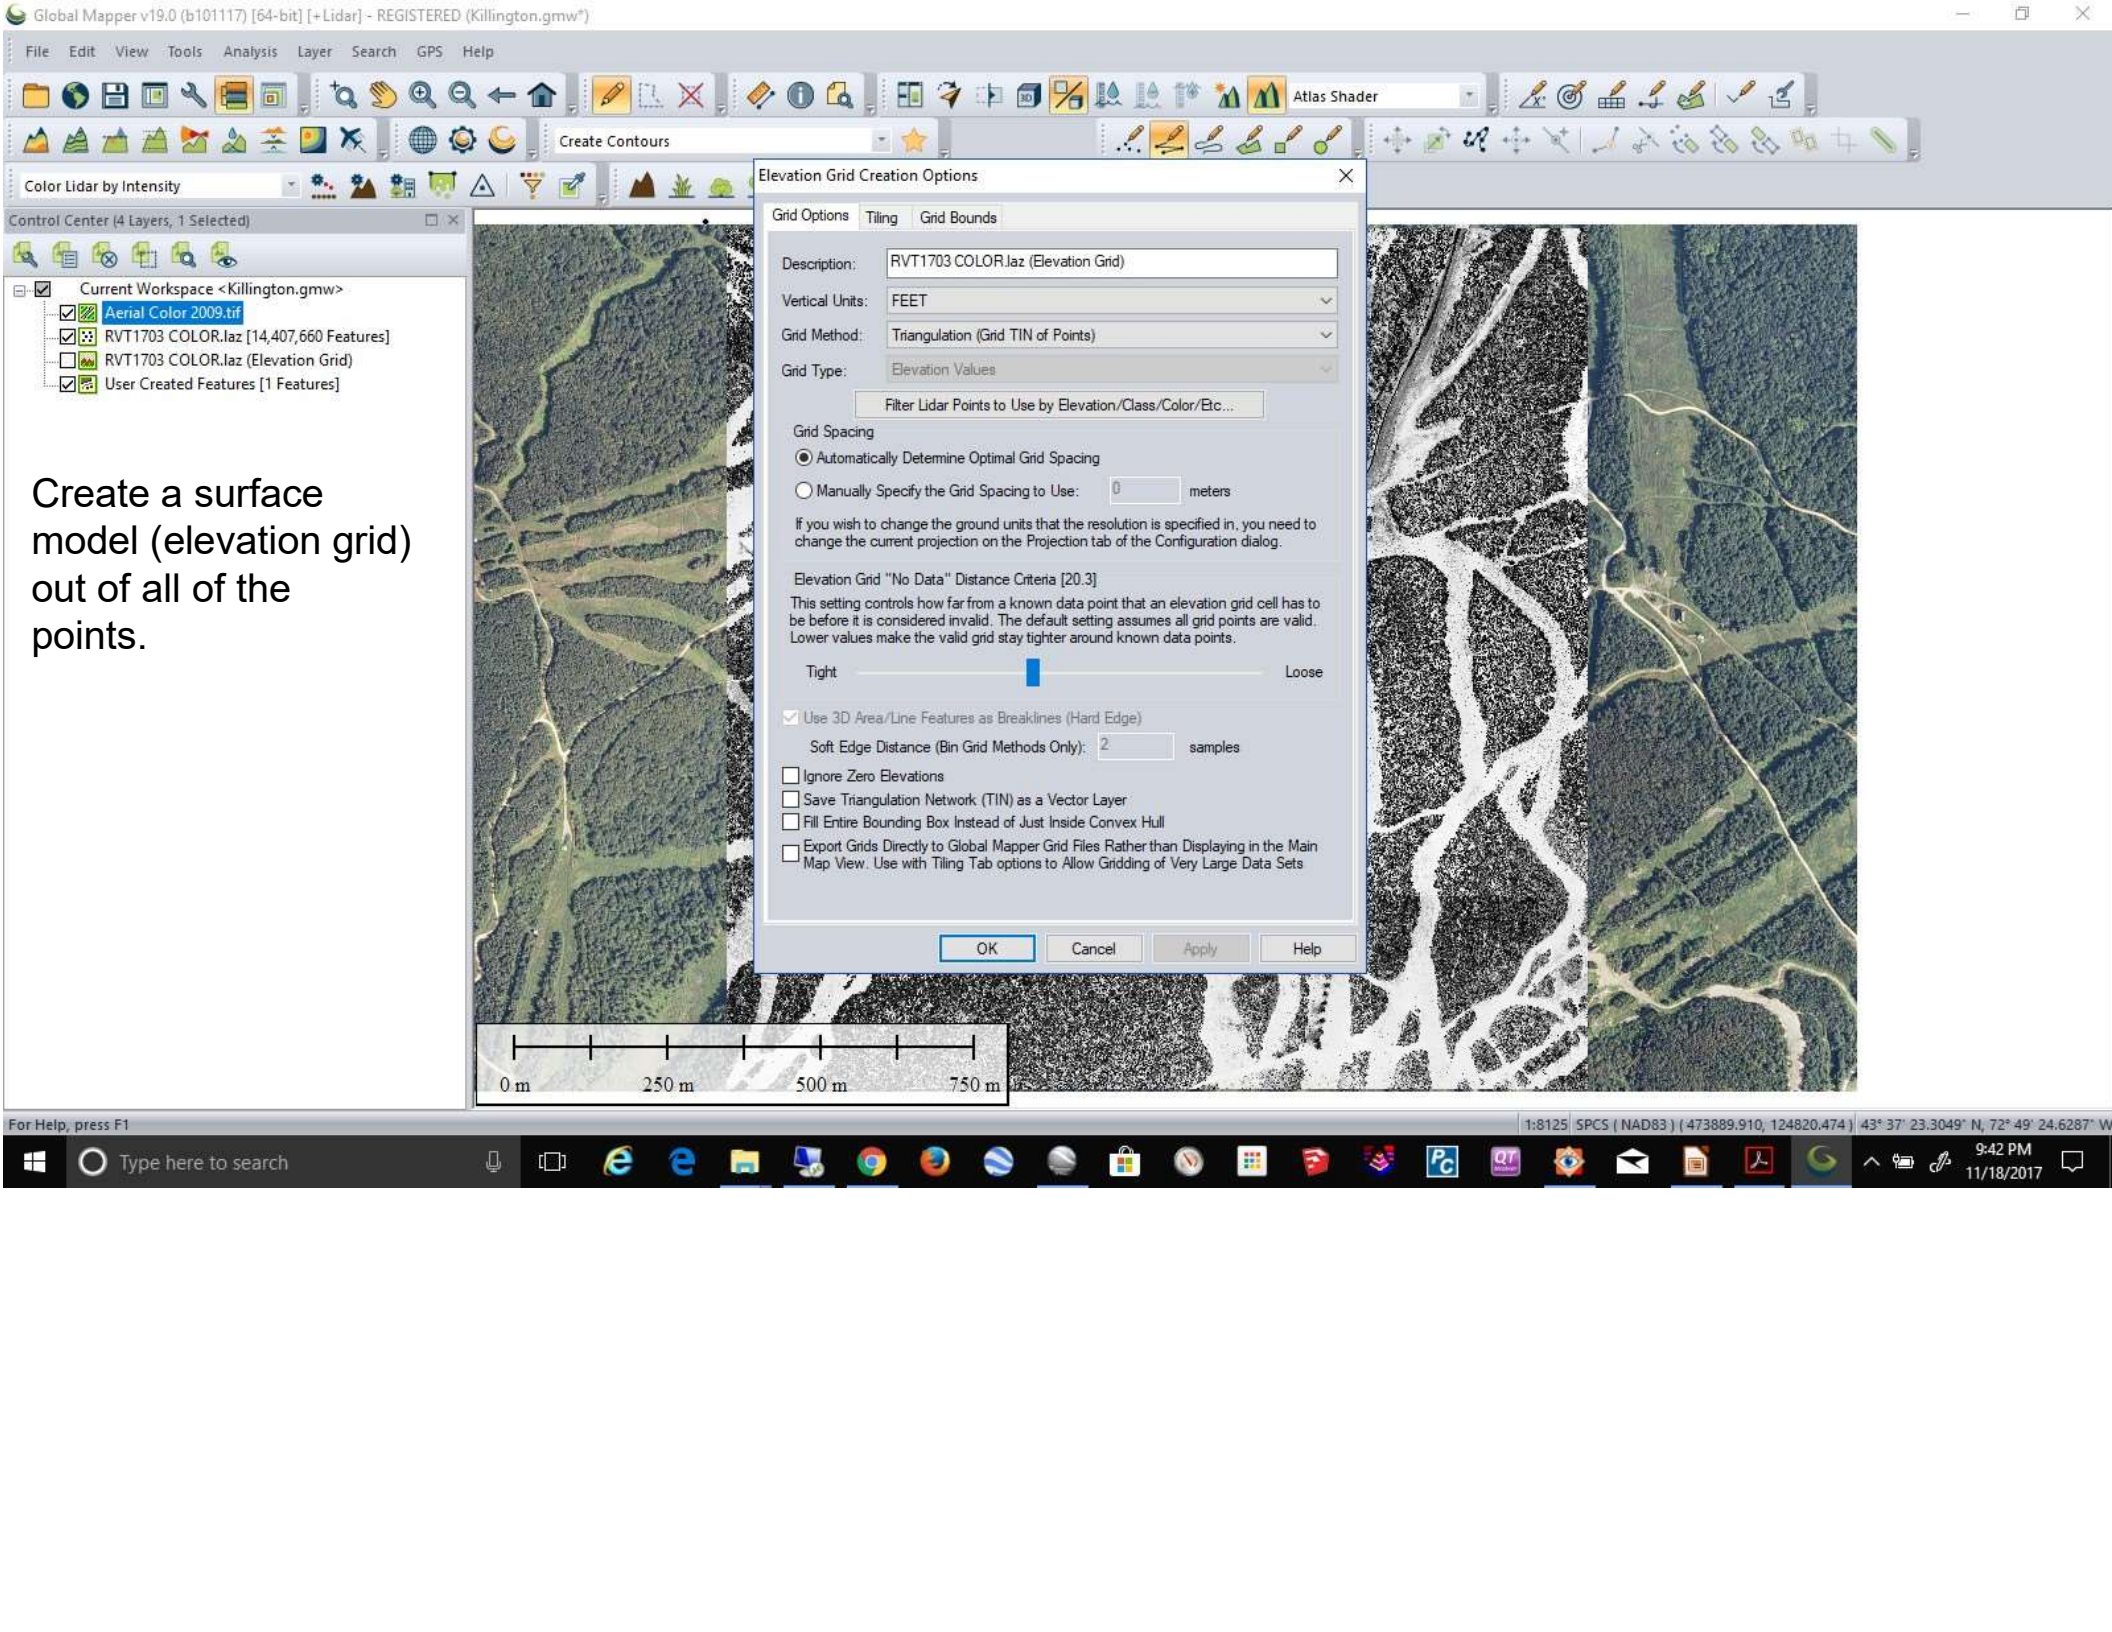 Global Mapper v19.0 (b101117) [64-bit] [+Lidar] - REGISTERED (Killington.gmw*)
File Edit View Tools Analysis Layer Search GPS Help
Atlas Shader
Create Contours
Color Lidar by Intensity
Control Center (4 Layers, 1 Selected)
Current Workspace <Killington.gmw>
Aerial Color 2009.tif
RVT1703 COLOR.laz [14,407,660 Features]
RVT1703 COLOR.laz (Elevation Grid)
User Created Features [1 Features]
Create a surface
model (elevation grid)
out of all of the
points.
Elevation Grid Creation Options
Grid Options Tiling Grid Bounds
Description: RVT1703 COLOR.laz (Elevation Grid)
Vertical Units: FEET
Grid Method: Triangulation (Grid TIN of Points)
Grid Type: Elevation Values
Filter Lidar Points to Use by Elevation/Class/Color/Etc...
Grid Spacing
Automatically Determine Optimal Grid Spacing
Manually Specify the Grid Spacing to Use: 0 meters
If you wish to change the ground units that the resolution is specified in, you need to
change the current projection on the Projection tab of the Configuration dialog.
Elevation Grid "No Data" Distance Criteria [20.3]
This setting controls how far from a known data point that an elevation grid cell has to
be before it is considered invalid. The default setting assumes all grid points are valid.
Lower values make the valid grid stay tighter around known data points.
Tight Loose
Use 3D Area/Line Features as Breaklines (Hard Edge)
Soft Edge Distance (Bin Grid Methods Only): 2 samples
Ignore Zero Elevations
Save Triangulation Network (TIN) as a Vector Layer
Fill Entire Bounding Box Instead of Just Inside Convex Hull
Export Grids Directly to Global Mapper Grid Files Rather than Displaying in the Main
Map View. Use with Tiling Tab options to Allow Gridding of Very Large Data Sets
OK Cancel Apply Help
0 m 250 m 500 m 750 m
For Help, press F1
1:8125 SPCS ( NAD83 ) ( 473889.910, 124820.474 ) 43° 37' 23.3049" N, 72° 49' 24.6287" W
Type here to search
9:42 PM
11/18/2017